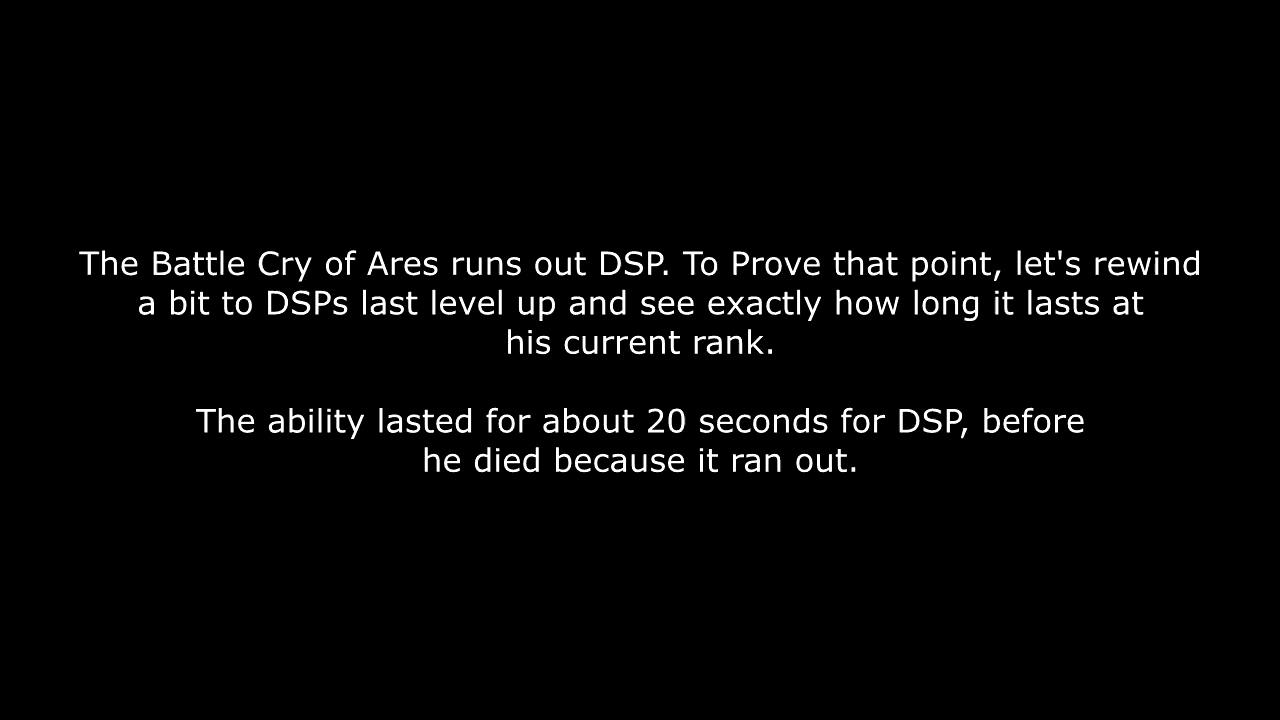 The Battle Cry of Ares runs out DSP. To Prove that point, let's rewind
a bit to DSPs last level up and see exactly how long it lasts at
his current rank.
The ability lasted for about 20 seconds for DSP, before
he died because it ran out.